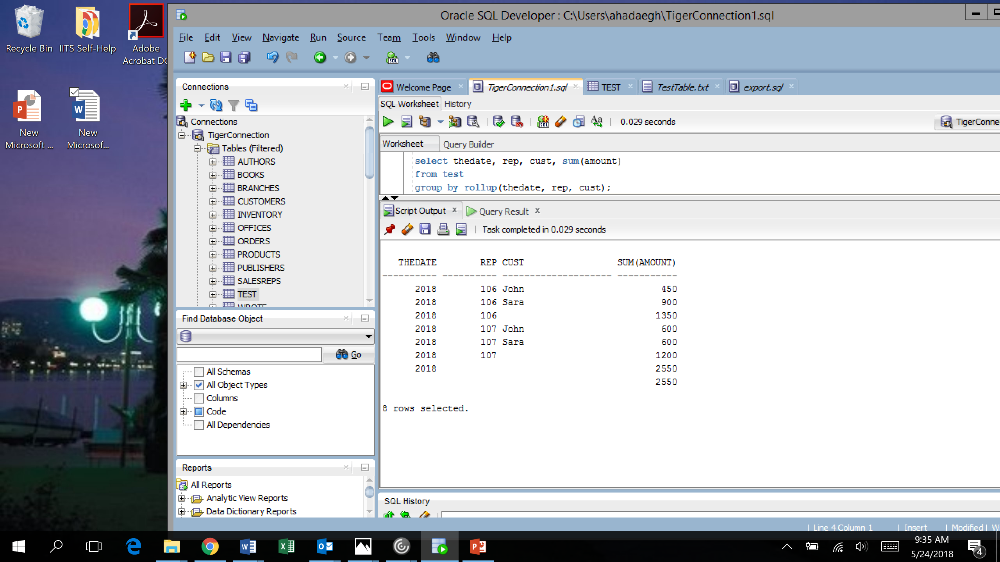 Recycle Bin
IITS Self-Help
Adobe
Acrobat DC
New
Microsoft ...
New
Microsof...
Oracle SQL Developer : C:\Users\ahadaegh\TigerConnection1.sql
File Edit View Navigate Run Source Team Tools Window Help
Connections
Connections
TigerConnection
Tables (Filtered)
AUTHORS
BOOKS
BRANCHES
CUSTOMERS
INVENTORY
OFFICES
ORDERS
PRODUCTS
PUBLISHERS
SALESREPS
TEST
WROTE
Find Database Object
Go
All Schemas
All Object Types
Columns
Code
All Dependencies
Reports
All Reports
Analytic View Reports
Data Dictionary Reports
Welcome Page TigerConnection1.sql TEST TestTable.txt export.sql
SQL Worksheet History
0.029 seconds
TigerConne
Worksheet Query Builder
select thedate, rep, cust, sum(amount)
from test
group by rollup(thedate, rep, cust);
Script Output x Query Result x
Task completed in 0.029 seconds
THEDATE REP CUST SUM(AMOUNT)
---------- ---------- -------------------- -----------
2018 106 John 450
2018 106 Sara 900
2018 106 1350
2018 107 John 600
2018 107 Sara 600
2018 107 1200
2018 2550
2550
8 rows selected.
SQL History
| Line 4 Column 1 | Insert | Modified | W
9:35 AM
5/24/2018
4